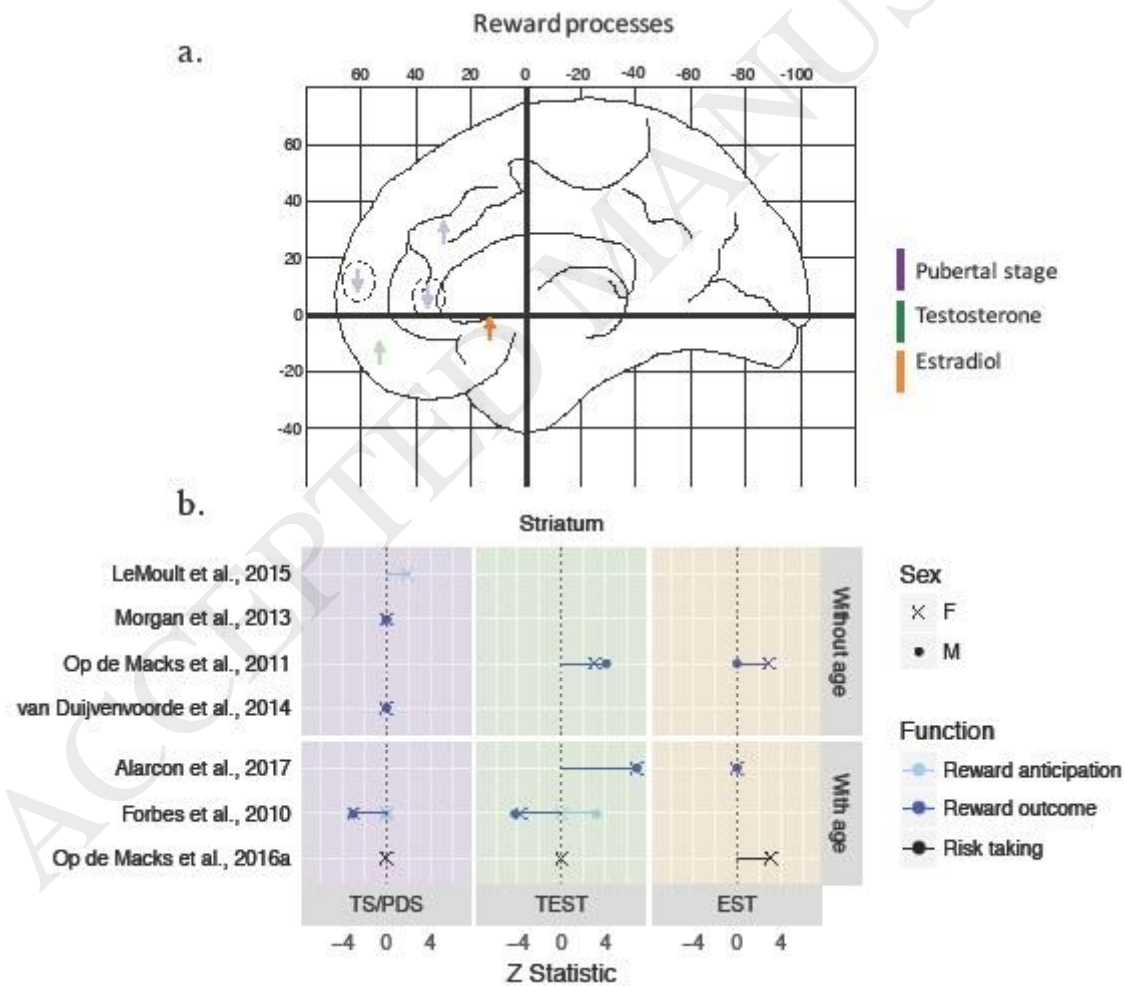 Reward processes
a.
60 40 20 0 -20 -40 -60 -80 -100
60
40
20
0
-20
-40
Pubertal stage
Testosterone
Estradiol
b.
Striatum
LeMoult et al., 2015
Morgan et al., 2013
Op de Macks et al., 2011
van Duijvenvoorde et al., 2014
Without age
Alarcon et al., 2017
Forbes et al., 2010
Op de Macks et al., 2016a
With age
TS/PDS TEST EST
−4 0 4 −4 0 4 −4 0 4
Z Statistic
Sex
F
M
Function
Reward anticipation
Reward outcome
Risk taking
ACCEPTED MANUS